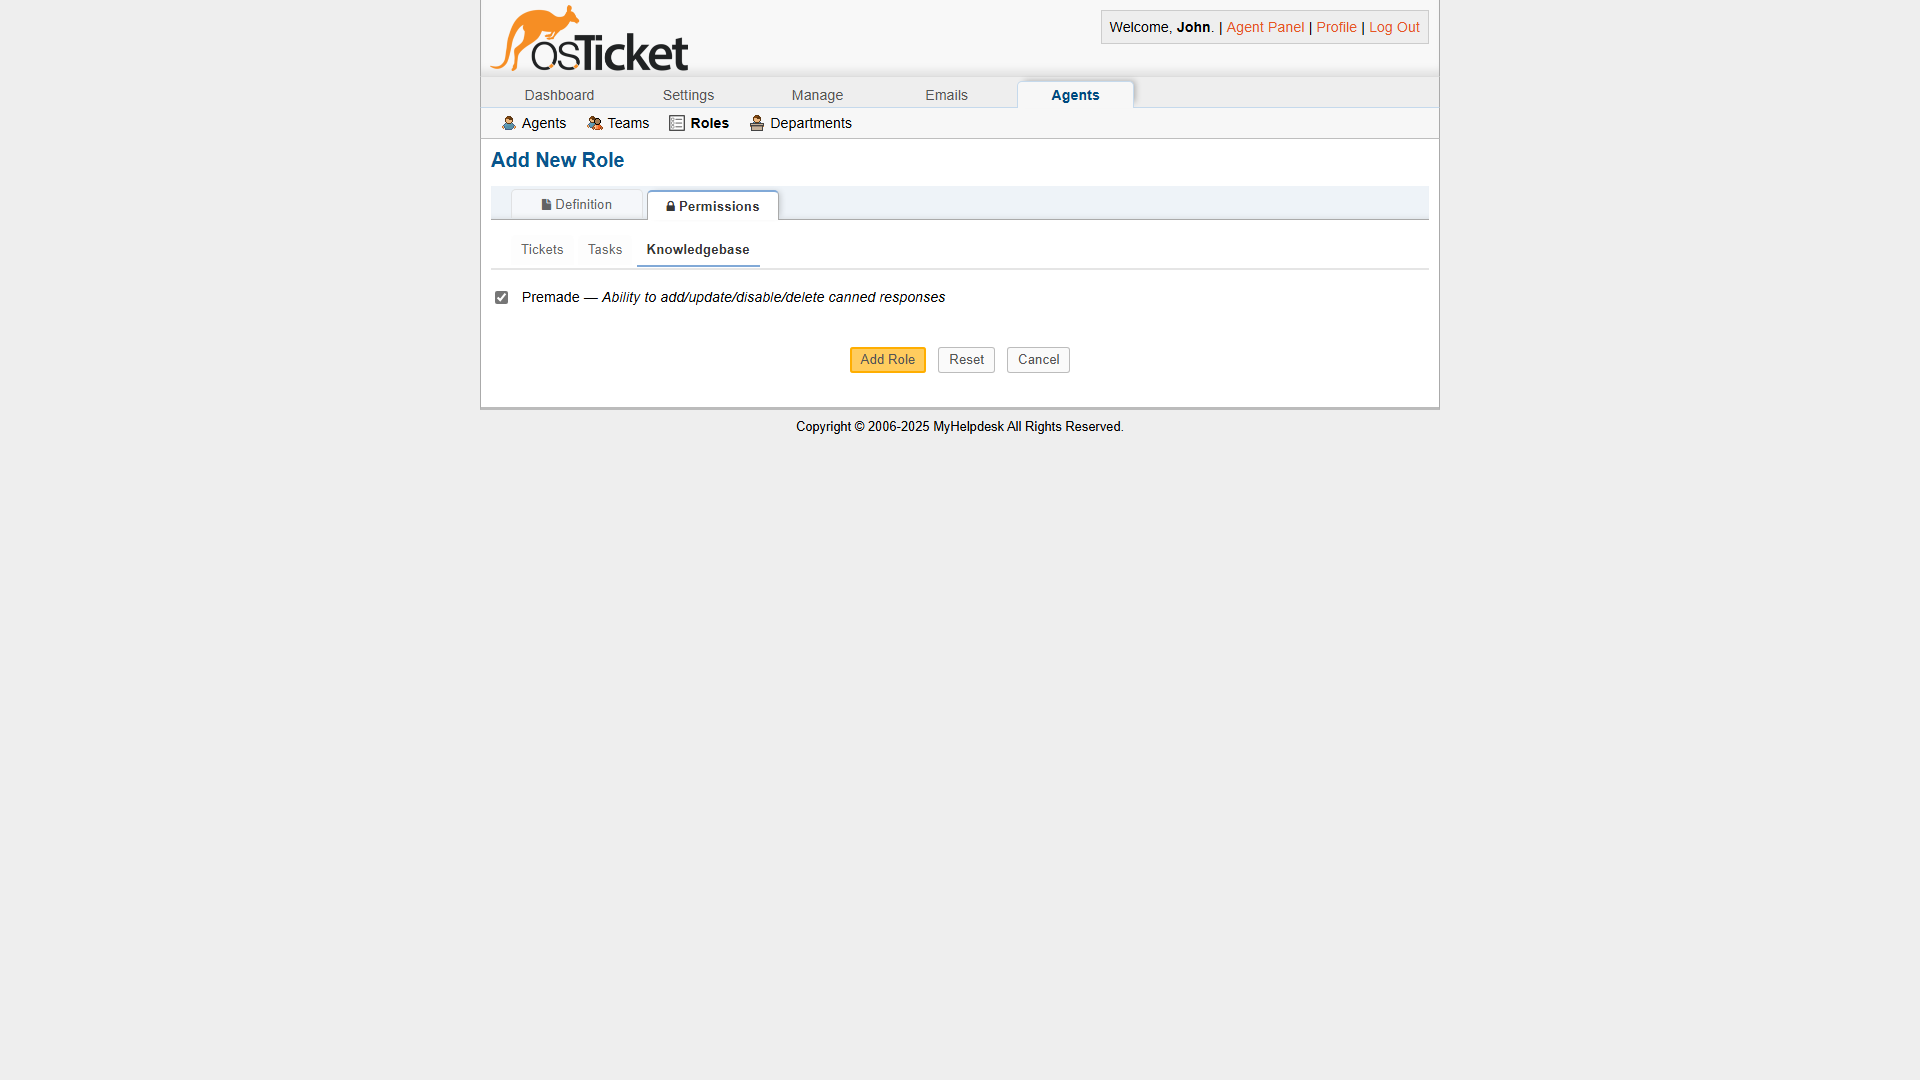 osTicket
Welcome, John. | Agent Panel | Profile | Log Out
Dashboard Settings Manage Emails Agents
Agents Teams Roles Departments
Add New Role
Definition Permissions
Tickets Tasks Knowledgebase
Premade — Ability to add/update/disable/delete canned responses
Add Role Reset Cancel
Copyright © 2006-2025 MyHelpdesk All Rights Reserved.